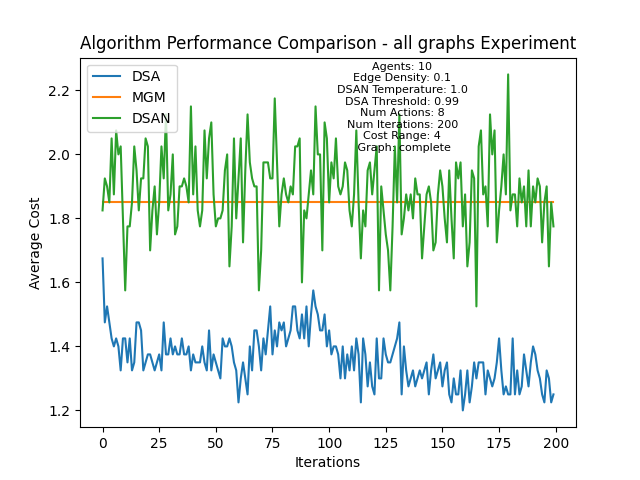 Algorithm Performance Comparison - all graphs Experiment
DSA
MGM
DSAN
Agents: 10
Edge Density: 0.1
DSAN Temperature: 1.0
DSA Threshold: 0.99
Num Actions: 8
Num Iterations: 200
Cost Range: 4
Graph: complete
Average Cost
2.2
2.0
1.8
1.6
1.4
1.2
0
25
50
75
100
125
150
175
200
Iterations